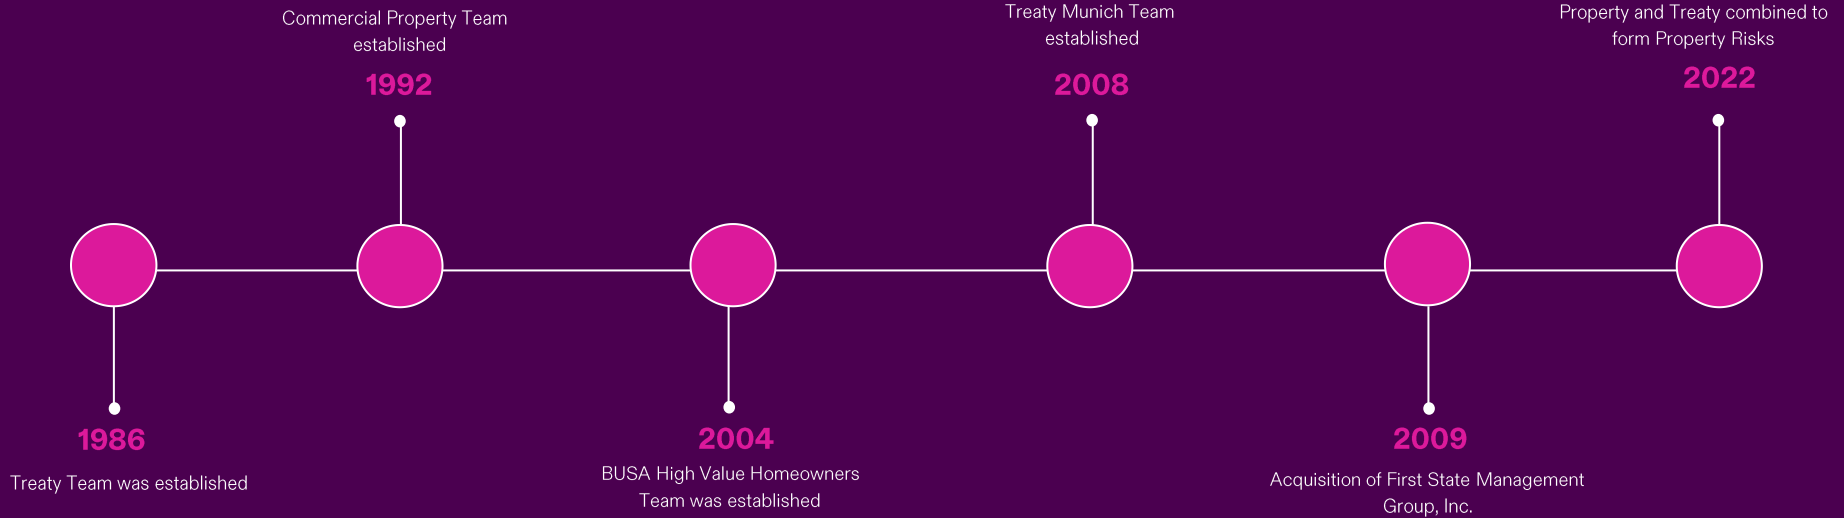 Commercial Property Team
established
1992
Treaty Munich Team
established
2008
Property and Treaty combined to
form Property Risks
2022
1986
Treaty Team was established
2004
BUSA High Value Homeowners
Team was established
2009
Acquisition of First State Management
Group, Inc.